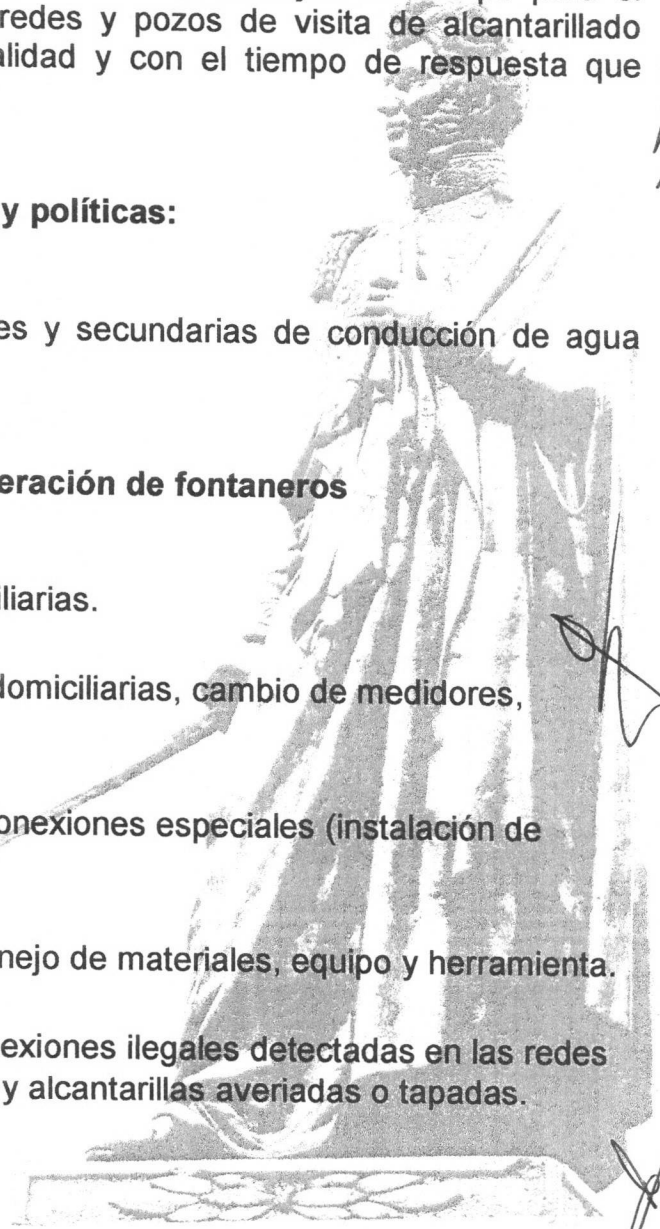 redes y pozos de visita de alcantarillado
alidad y con el tiempo de respuesta que
y políticas:
es y secundarias de conducción de agua
eración de fontaneros
iliarias.
domiciliarias, cambio de medidores,
onexiones especiales (instalación de
nejo de materiales, equipo y herramienta.
exiones ilegales detectadas en las redes
y alcantarillas averiadas o tapadas.